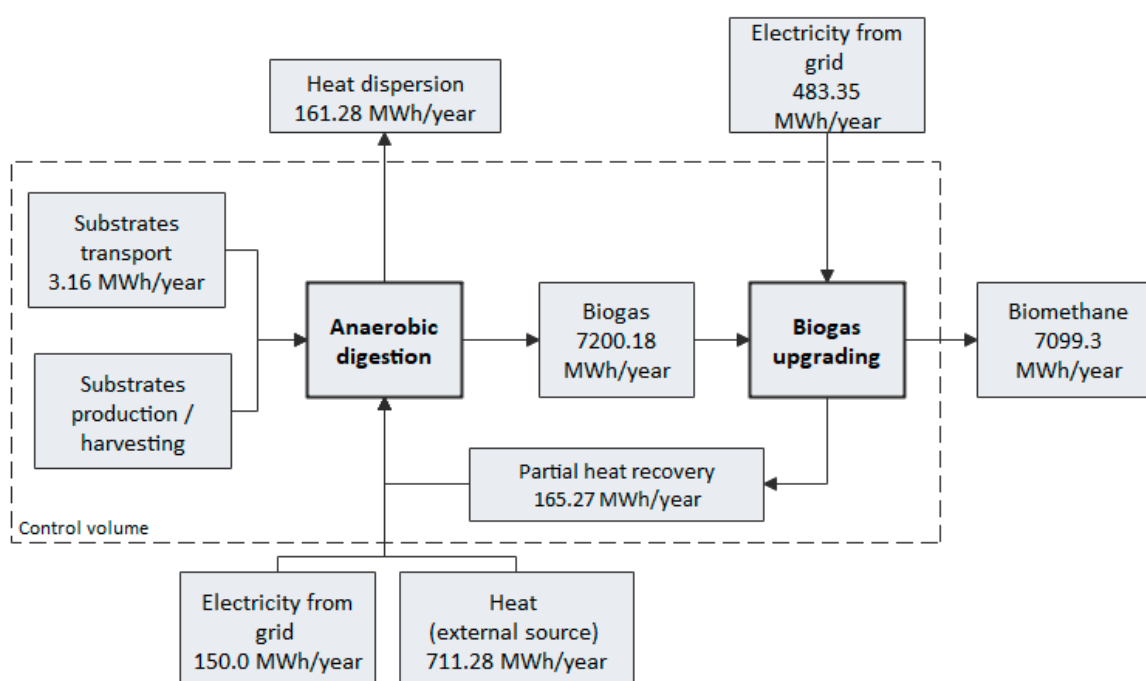 Electricity from
grid
483.35
MWh/year
Heat dispersion
161.28 MWh/year
Substrates
transport
3.16 MWh/year
Anaerobic
digestion
Biogas
7200.18
MWh/year
Biogas
upgrading
Biomethane
7099.3
MWh/year
Substrates
production /
harvesting
Partial heat recovery
165.27 MWh/year
Control volume
Electricity from
grid
150.0 MWh/year
Heat
(external source)
711.28 MWh/year